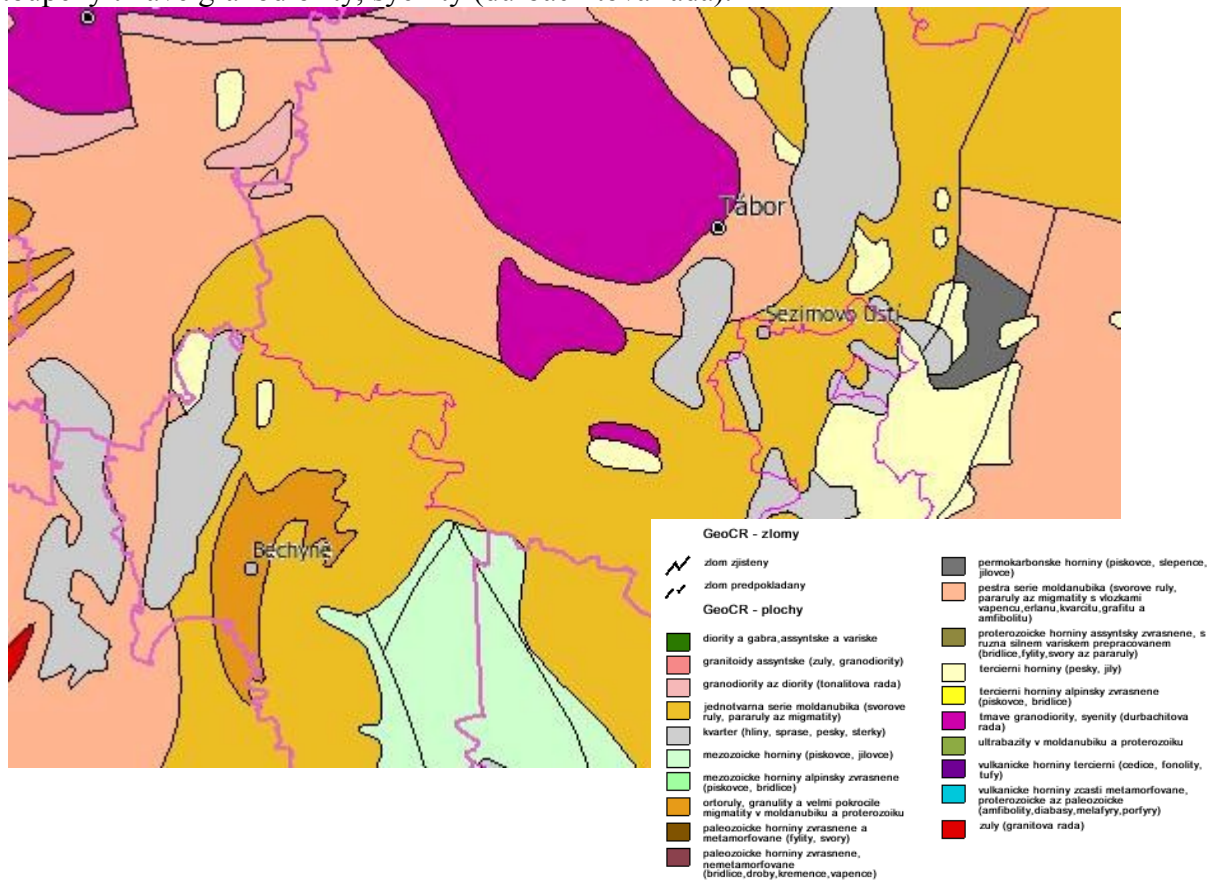 Tábor
Sezimovo Ústí
Bechyně
GeoCR - zlomy
zlom zjisteny
zlom predpokladany
GeoCR - plochy
diority a gabra,assyntske a variske
granitoidy assyntske (zuly, granodiority)
granodiority az diority (tonalitova rada)
jednotvarna serie moldanubika (svorove
ruly, pararuly az migmatity)
kvarter (hliny, sprase, pesky, sterky)
mezozoicke horniny (piskovce, jilovce)
mezozoicke horniny alpinsky zvrasnene
(piskovce, bridlice)
ortoruly, granulity a velmi pokrocile
migmatity v moldanubiku a proterozoiku
paleozoicke horniny zvrasnene a
metamorfovane (fylity, svory)
paleozoicke horniny zvrasnene,
nemetamorfovane
(bridlice,droby,kremence,vapence)
permokarbonske horniny (piskovce, slepence,
jilovce)
pestra serie moldanubika (svorove ruly,
pararuly az migmatity s vlozkami
vapencu,erlanu,kvarcitu,grafitu a
amfibolitu)
proterozoicke horniny assyntsky zvrasnene, s
ruzna silnem variskem prepracovanem
(bridlice,fylity,svory az pararuly)
tercierni horniny (pesky, jily)
tercierni horniny alpinsky zvrasnene
(piskovce, bridlice)
tmave granodiority, syenity (durbachitova
rada)
ultrabazity v moldanubiku a proterozoiku
vulkanicke horniny tercierni (cedice, fonolity,
tufy)
vulkanicke horniny zcasti metamorfovane,
proterozoicke az paleozoicke
(amfibolity,diabasy,melafyry,porfyry)
zuly (granitova rada)